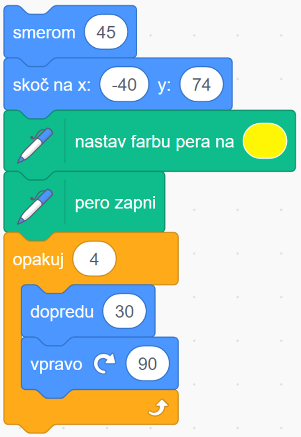 smerom 45
skoč na x: -40 y: 74
nastav farbu pera na
pero zapni
opakuj 4
dopredu 30
vpravo 90